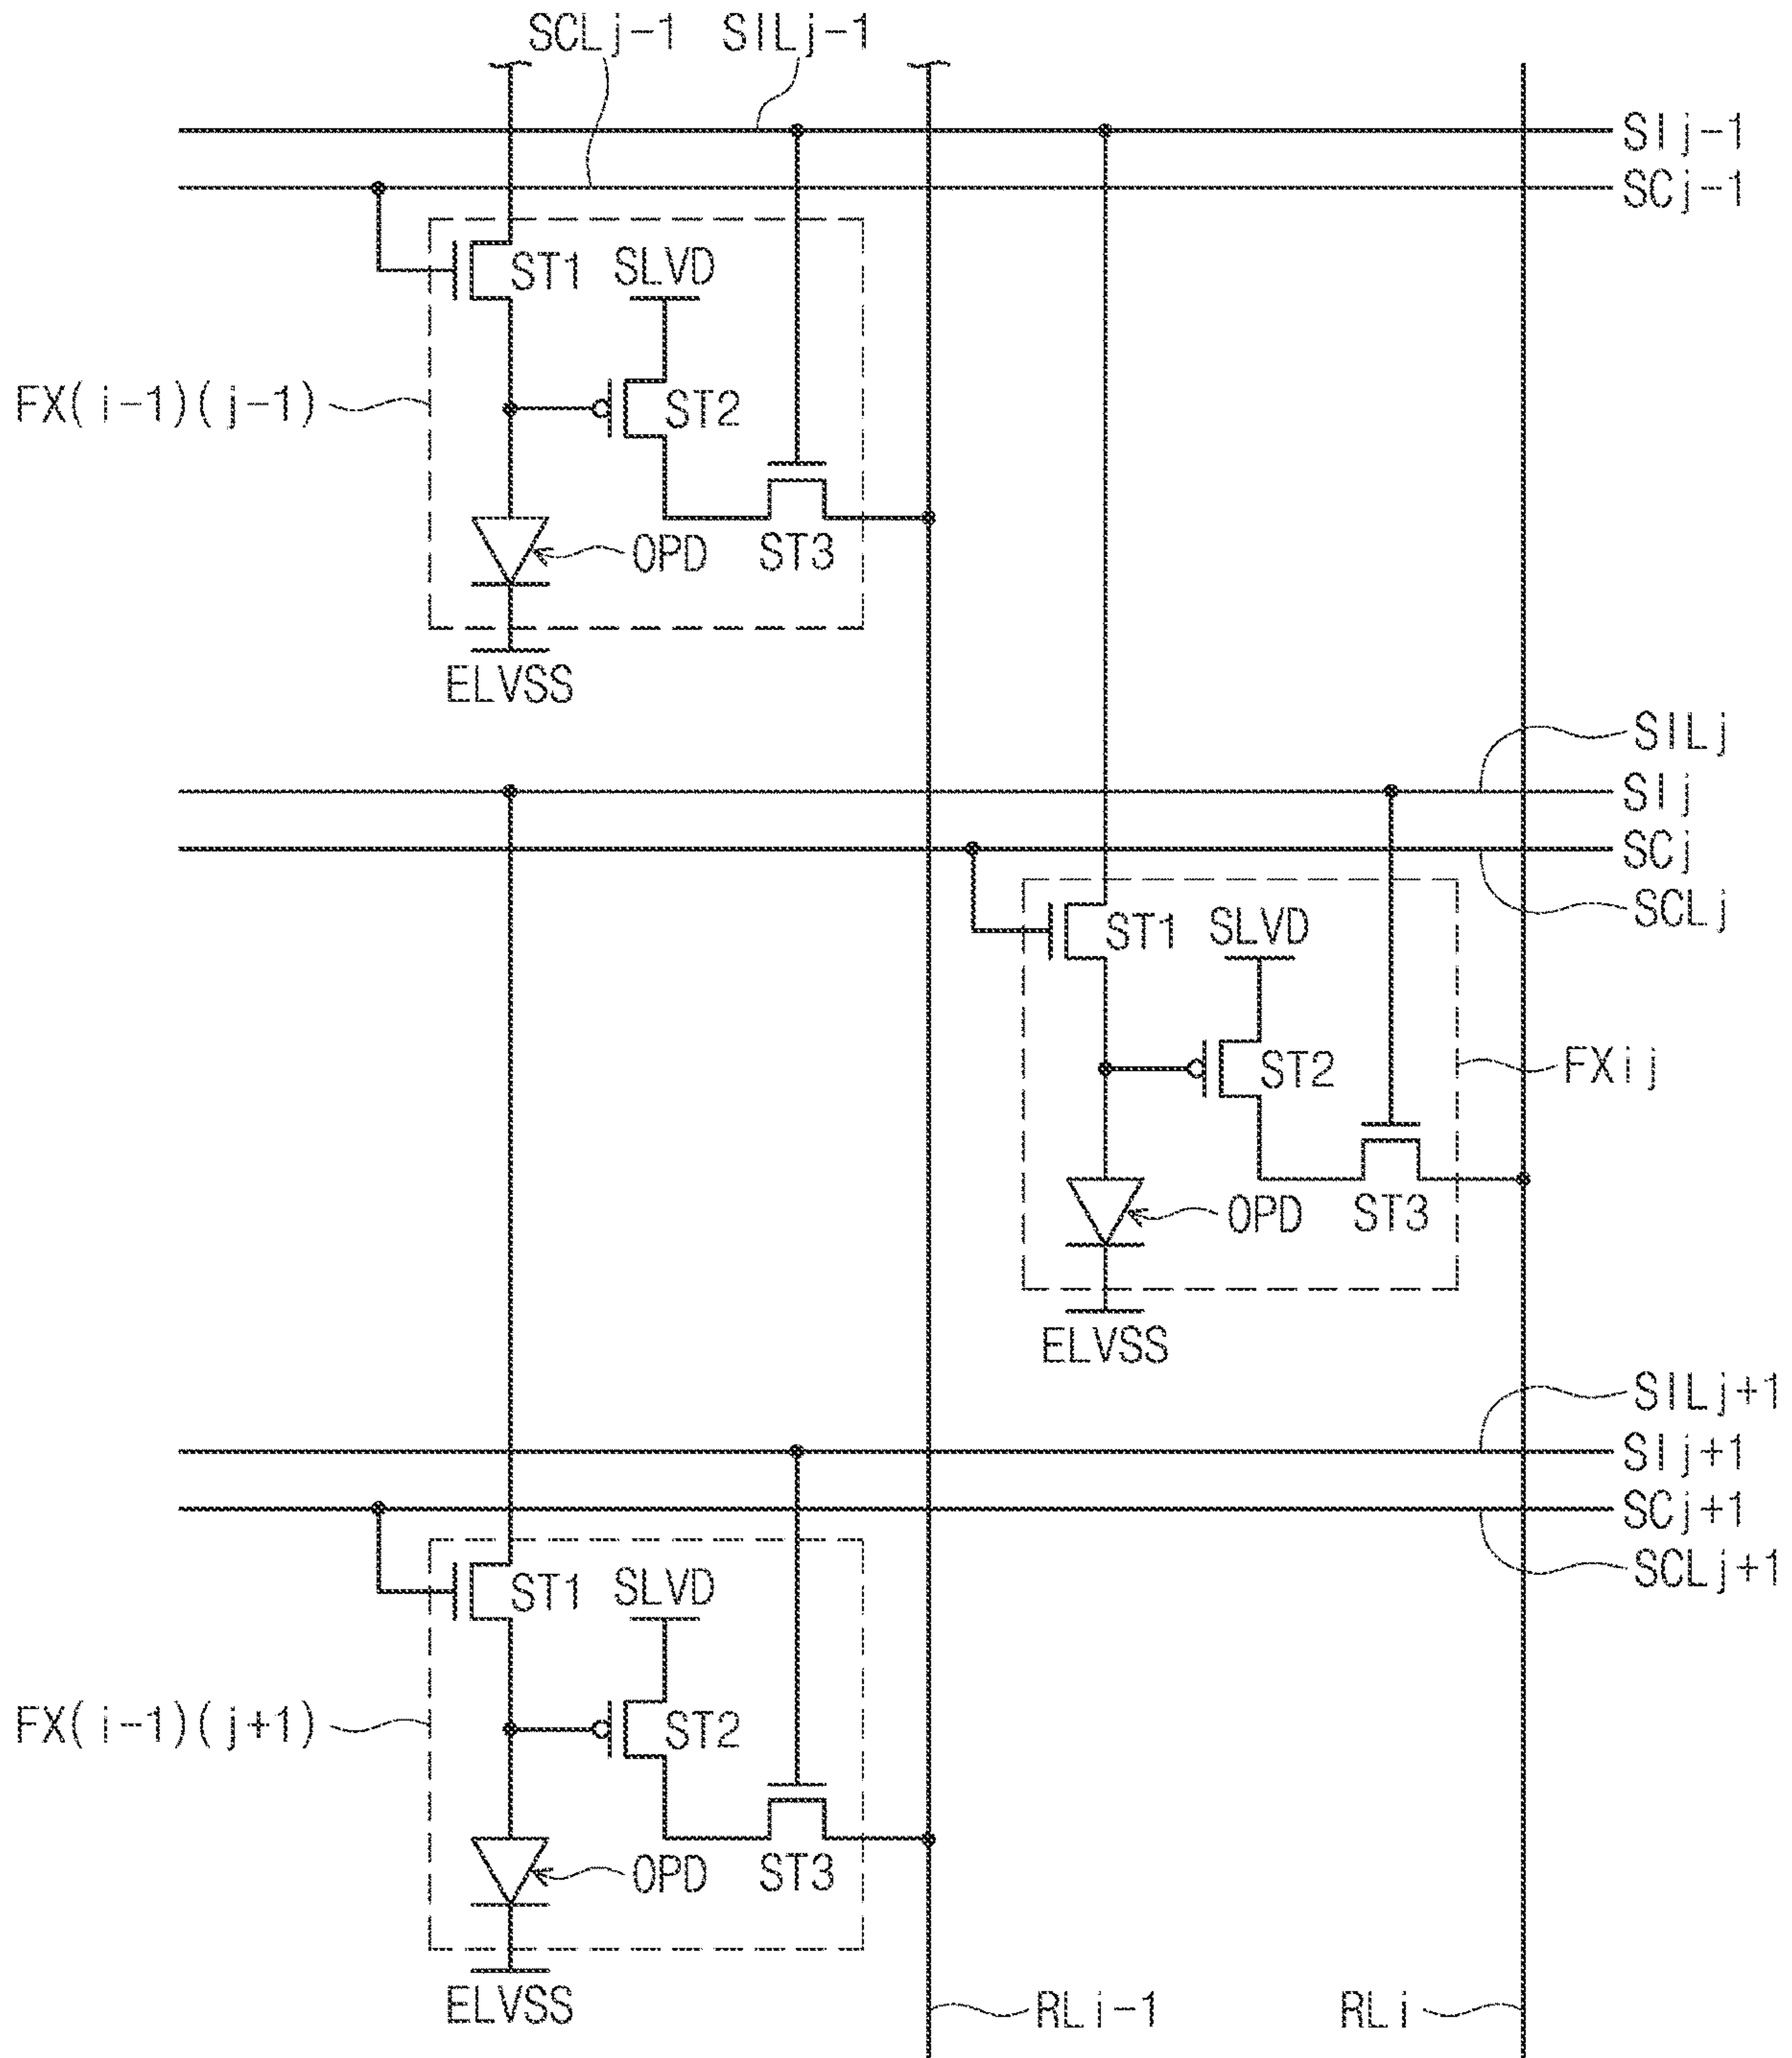 SCLj-1 SILj-1
SIj-1
SCj-1
ST1 SLVD
FX(i-1)(j-1)
ST2
OPD ST3
ELVSS
SILj
SIj
SCj
SCLj
ST1 SLVD
ST2
FXij
OPD ST3
ELVSS
SILj+1
SIj+1
SCj+1
SCLj+1
ST1 SLVD
FX(i-1)(j+1)
ST2
OPD ST3
ELVSS
RLi-1 RLi